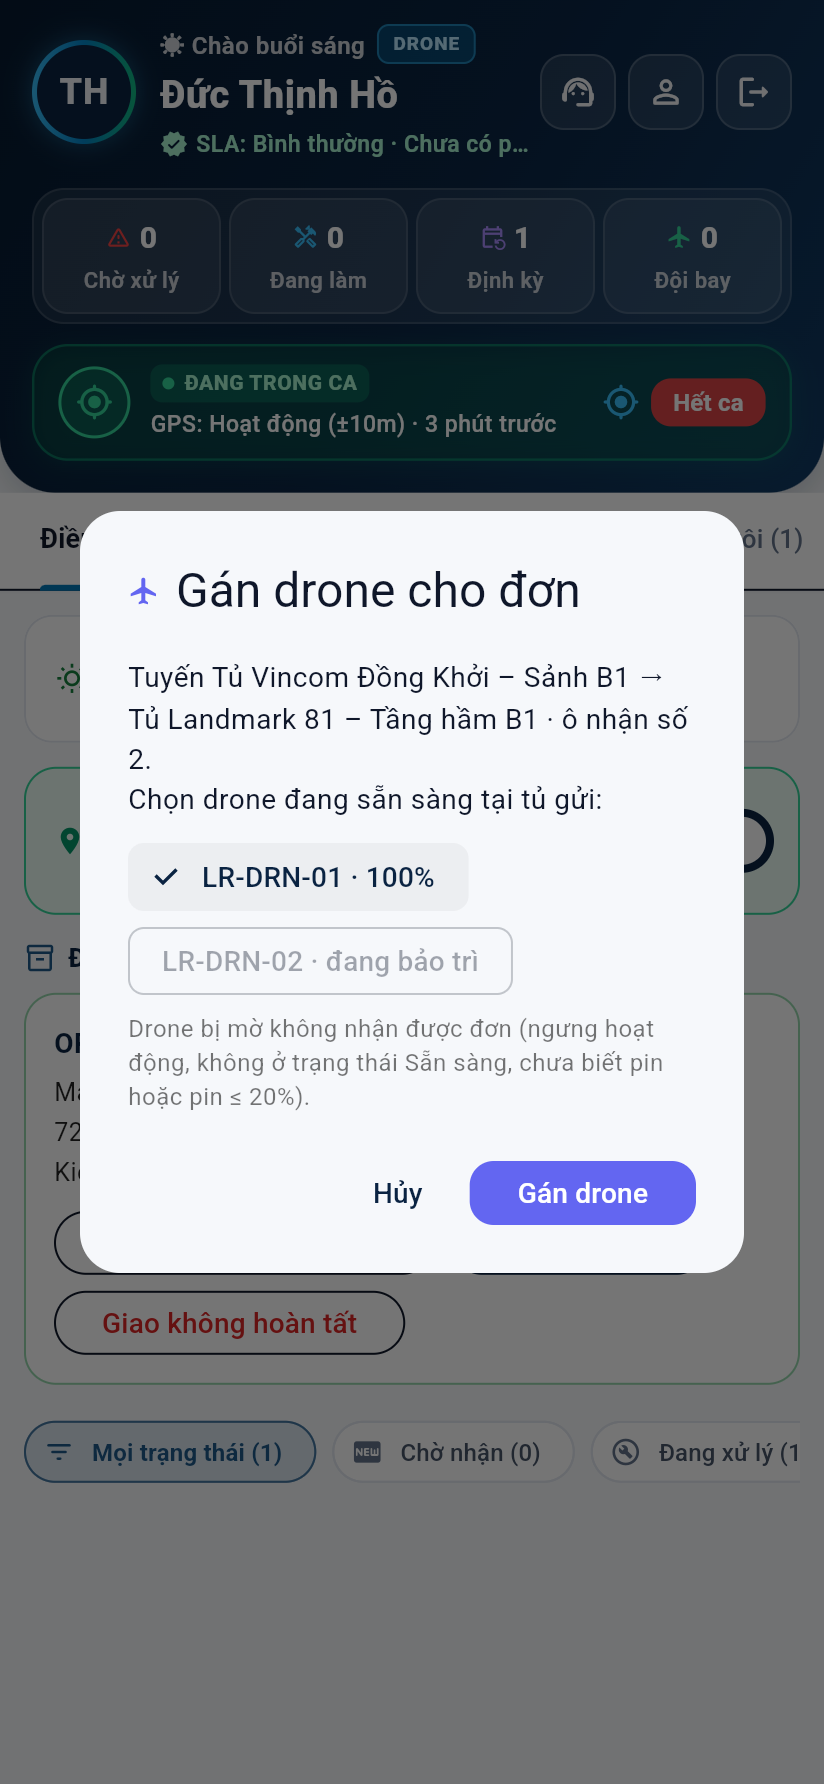 TH
Chào buổi sáng
DRONE
Đức Thịnh Hồ
SLA: Bình thường · Chưa có p...
0
Chờ xử lý
0
Đang làm
1
Định kỳ
0
Đội bay
ĐANG TRONG CA
GPS: Hoạt động (±10m) · 3 phút trước
Hết ca
ôi (1)
Gán drone cho đơn
Tuyến Tủ Vincom Đồng Khởi – Sảnh B1 →
Tủ Landmark 81 – Tầng hầm B1 · ô nhận số
2.
Chọn drone đang sẵn sàng tại tủ gửi:
LR-DRN-01 · 100%
LR-DRN-02 · đang bảo trì
Drone bị mờ không nhận được đơn (ngưng hoạt
động, không ở trạng thái Sẵn sàng, chưa biết pin
hoặc pin ≤ 20%).
Hủy
Gán drone
72
Giao không hoàn tất
Mọi trạng thái (1)
NEW
Chờ nhận (0)
Đang xử lý (1